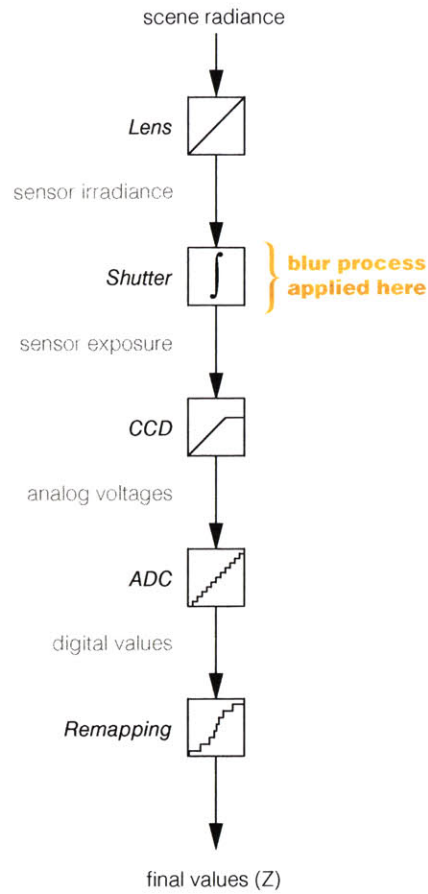 scene radiance
Lens
sensor irradiance
Shutter
blur process
applied here
sensor exposure
CCD
analog voltages
ADC
digital values
Remapping
final values (Z)